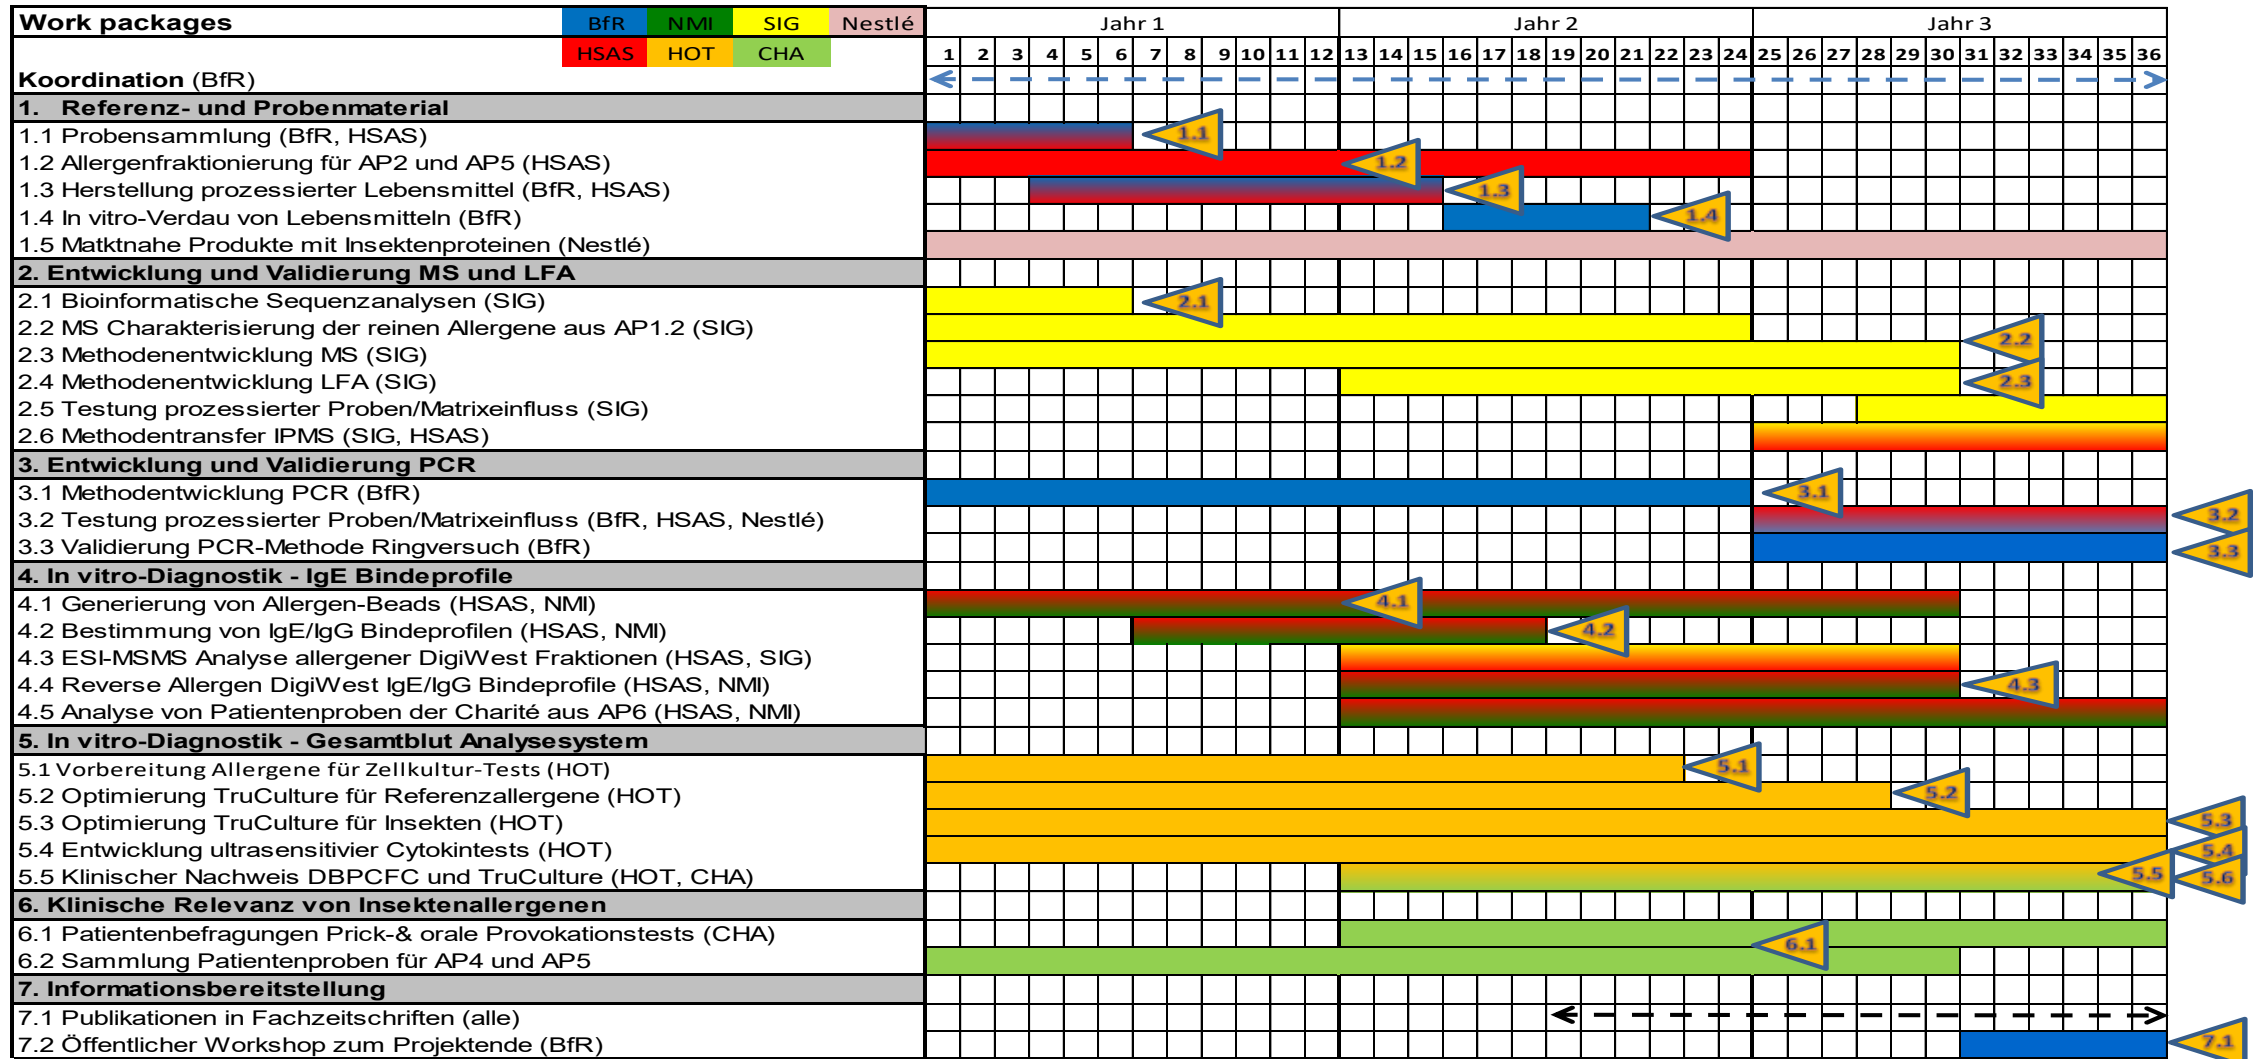 Work packages BfR NMI SIG Nestlé Jahr 1 Jahr 2 Jahr 3
HSAS HOT CHA 1 2 3 4 5 6 7 8 9 10 11 12 13 14 15 16 17 18 19 20 21 22 23 24 25 26 27 28 29 30 31 32 33 34 35 36
Koordination (BfR)
1. Referenz- und Probenmaterial
1.1 Probensammlung (BfR, HSAS) 1.1
1.2 Allergenfraktionierung für AP2 und AP5 (HSAS) 1.2
1.3 Herstellung prozessierter Lebensmittel (BfR, HSAS) 1.3
1.4 In vitro-Verdau von Lebensmitteln (BfR) 1.4
1.5 Matktnahe Produkte mit Insektenproteinen (Nestlé)
2. Entwicklung und Validierung MS und LFA
2.1 Bioinformatische Sequenzanalysen (SIG) 2.1
2.2 MS Charakterisierung der reinen Allergene aus AP1.2 (SIG)
2.3 Methodenentwicklung MS (SIG) 2.2
2.4 Methodenentwicklung LFA (SIG) 2.3
2.5 Testung prozessierter Proben/Matrixeinfluss (SIG)
2.6 Methodentransfer IPMS (SIG, HSAS)
3. Entwicklung und Validierung PCR
3.1 Methodentwicklung PCR (BfR) 3.1
3.2 Testung prozessierter Proben/Matrixeinfluss (BfR, HSAS, Nestlé) 3.2
3.3 Validierung PCR-Methode Ringversuch (BfR) 3.3
4. In vitro-Diagnostik - IgE Bindeprofile
4.1 Generierung von Allergen-Beads (HSAS, NMI) 4.1
4.2 Bestimmung von IgE/IgG Bindeprofilen (HSAS, NMI) 4.2
4.3 ESI-MSMS Analyse allergener DigiWest Fraktionen (HSAS, SIG)
4.4 Reverse Allergen DigiWest IgE/IgG Bindeprofile (HSAS, NMI) 4.3
4.5 Analyse von Patientenproben der Charité aus AP6 (HSAS, NMI)
5. In vitro-Diagnostik - Gesamtblut Analysesystem
5.1 Vorbereitung Allergene für Zellkultur-Tests (HOT) 5.1
5.2 Optimierung TruCulture für Referenzallergene (HOT) 5.2
5.3 Optimierung TruCulture für Insekten (HOT) 5.3
5.4 Entwicklung ultrasensitivier Cytokintests (HOT) 5.4
5.5 Klinischer Nachweis DBPCFC und TruCulture (HOT, CHA) 5.5 5.6
6. Klinische Relevanz von Insektenallergenen
6.1 Patientenbefragungen Prick-& orale Provokationstests (CHA) 6.1
6.2 Sammlung Patientenproben für AP4 und AP5
7. Informationsbereitstellung
7.1 Publikationen in Fachzeitschriften (alle)
7.2 Öffentlicher Workshop zum Projektende (BfR) 7.1